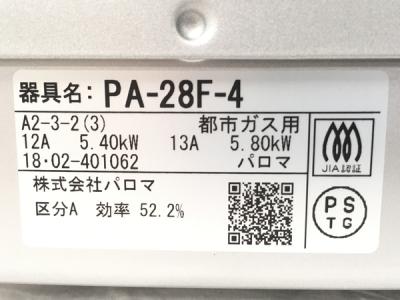 器具名: PA-28F-4
A2-3-2(3) 都市ガス用
12A 5.40kW 13A 5.80kW
18・02-401062 パロマ
株式会社パロマ
区分A 効率 52.2%
JIA認証
PS
TG